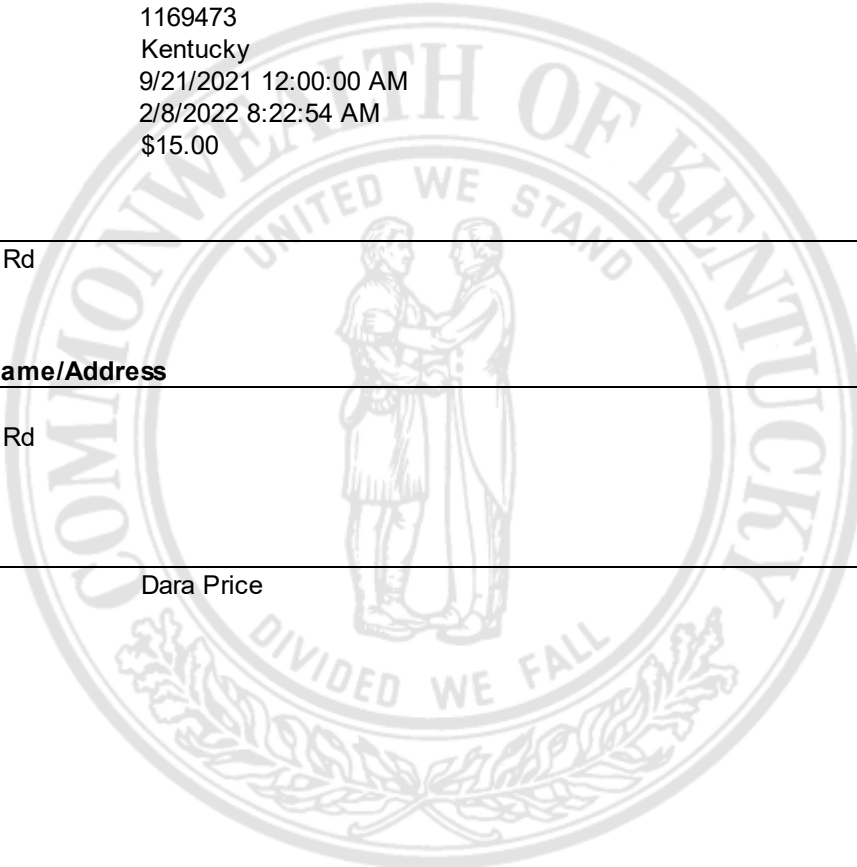 1169473
Kentucky
9/21/2021 12:00:00 AM
2/8/2022 8:22:54 AM
$15.00
COMMONWEALTH OF KENTUCKY
UNITED WE STAND
Rd
ame/Address
Rd
Dara Price
DIVIDED WE FALL